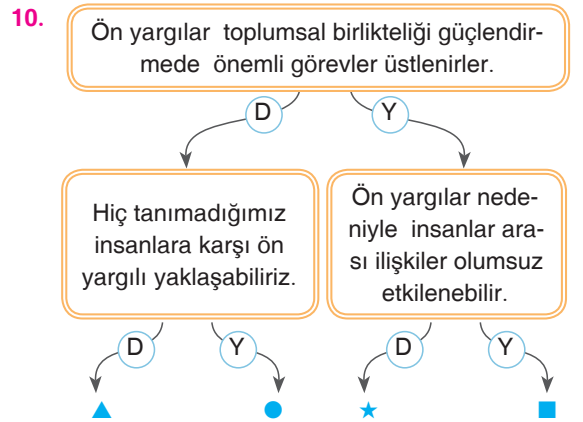 10.
Ön yargılar toplumsal birlikteliği güçlendir-
mede önemli görevler üstlenirler.
D
Y
Hiç tanımadığımız
insanlara karşı ön
yargılı yaklaşabiliriz.
Ön yargılar nede-
niyle insanlar ara-
sı ilişkiler olumsuz
etkilenebilir.
D
Y
D
Y